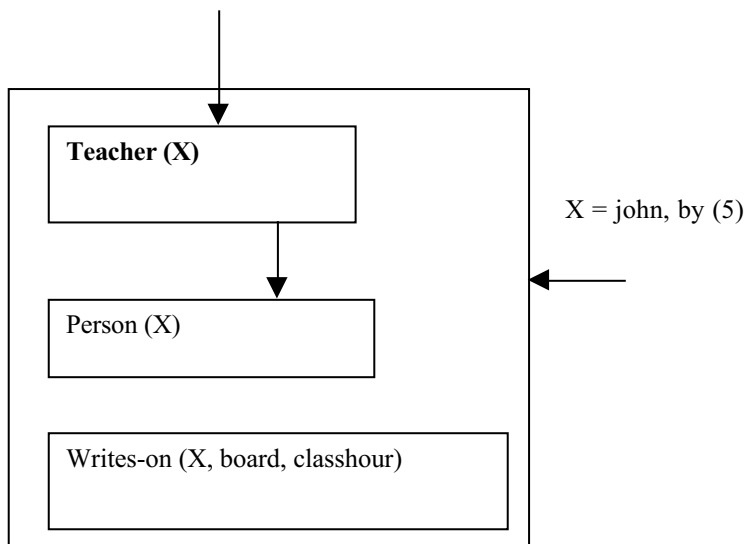 Teacher (X)
X = john, by (5)
Person (X)
Writes-on (X, board, classhour)